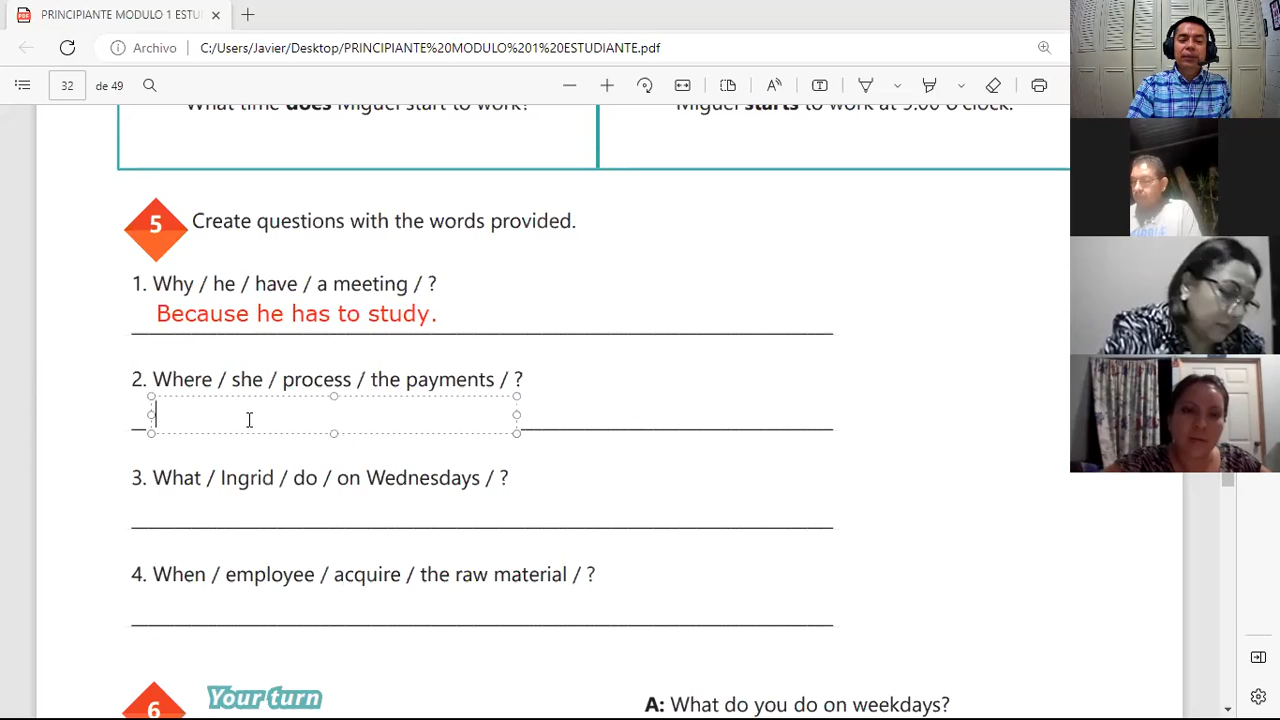 PRINCIPIANTE MODULO 1 ESTU
Archivo
C:/Users/Javier/Desktop/PRINCIPIANTE%20MODULO%201%20ESTUDIANTE.pdf
32
de 49
What time does Miguel start to work?
Miguel starts to work at 9:00 o'clock.
5
Create questions with the words provided.
1. Why / he / have / a meeting / ?
Because he has to study.
2. Where / she / process / the payments / ?
3. What / Ingrid / do / on Wednesdays / ?
4. When / employee / acquire / the raw material / ?
6
Your turn
A: What do you do on weekdays?